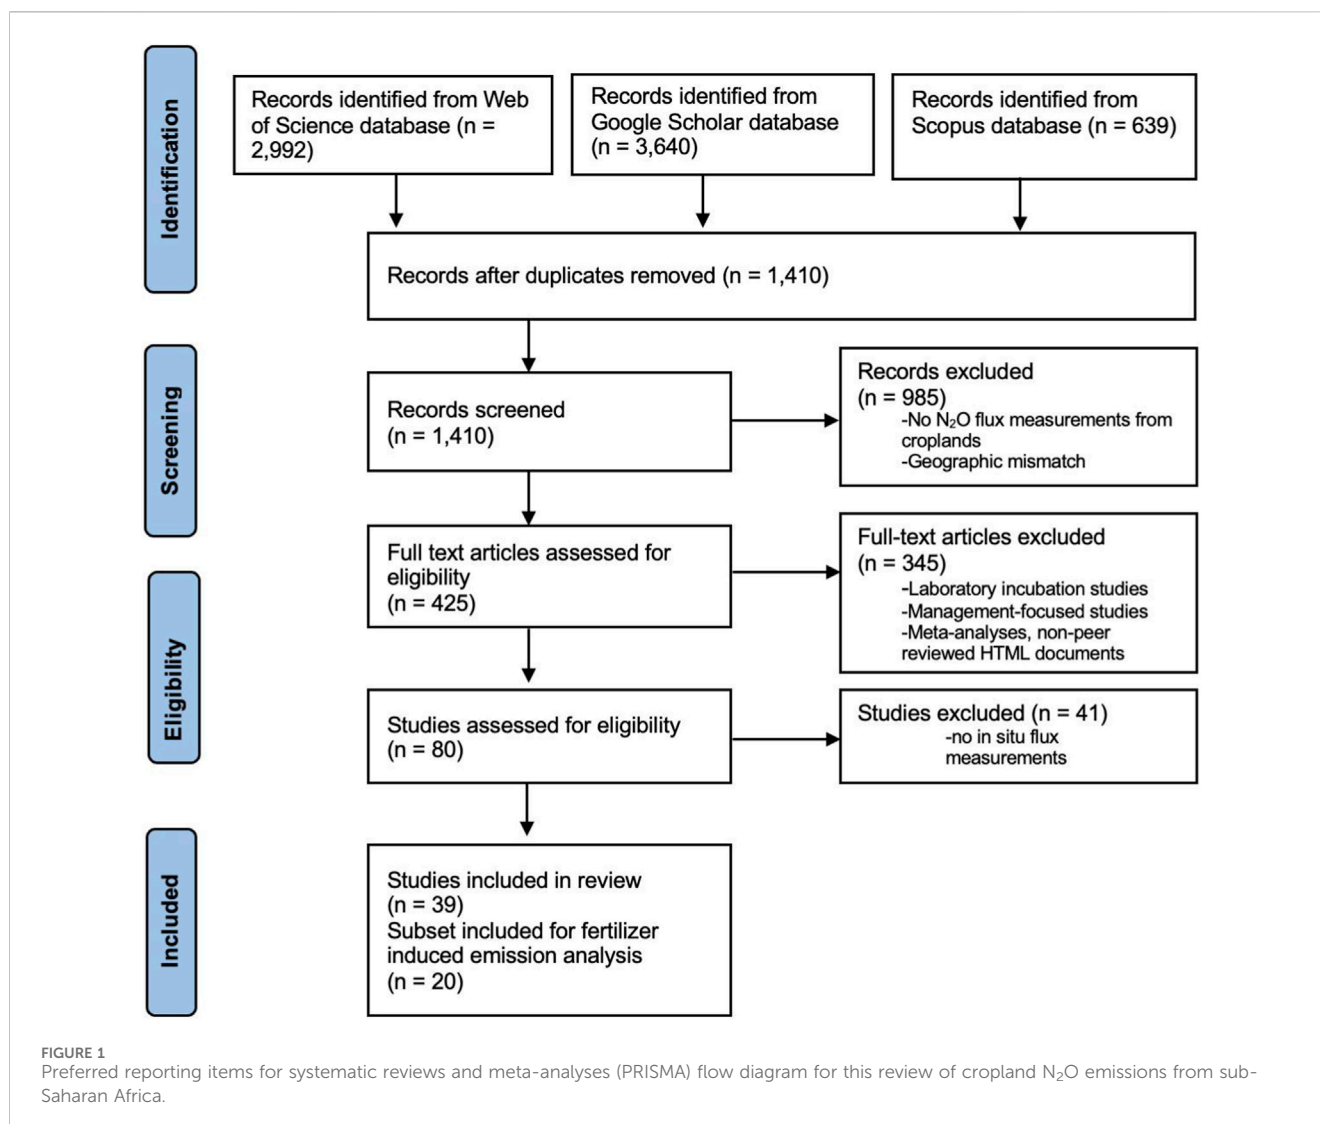 Identification
Records identified from Web
of Science database (n =
2,992)
Records identified from
Google Scholar database
(n = 3,640)
Records identified from
Scopus database (n = 639)
Records after duplicates removed (n = 1,410)
Screening
Records screened
(n = 1,410)
Records excluded
(n = 985)
-No N₂O flux measurements from
croplands
-Geographic mismatch
Eligibility
Full text articles assessed for
eligibility
(n = 425)
Full-text articles excluded
(n = 345)
-Laboratory incubation studies
-Management-focused studies
-Meta-analyses, non-peer
reviewed HTML documents
Studies assessed for eligibility
(n = 80)
Studies excluded (n = 41)
-no in situ flux
measurements
Included
Studies included in review
(n = 39)
Subset included for fertilizer
induced emission analysis
(n = 20)
FIGURE 1
Preferred reporting items for systematic reviews and meta-analyses (PRISMA) flow diagram for this review of cropland N₂O emissions from sub-
Saharan Africa.